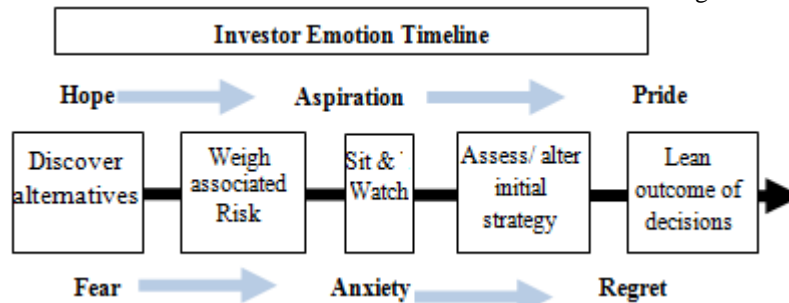 Investor Emotion Timeline
Hope Aspiration Pride
Discover
alternatives
Weigh
associated
Risk
Sit &
Watch
Assess/ alter
initial
strategy
Lean
outcome of
decisions
Fear Anxiety Regret